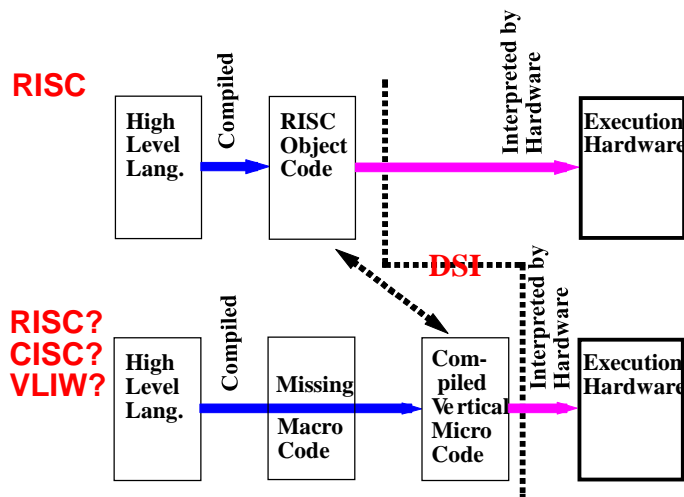 RISC
High
Level
Lang.
Compiled
RISC
Object
Code
Interpreted by
Hardware
Execution
Hardware
DSI
RISC?
CISC?
VLIW?
High
Level
Lang.
Compiled
Missing
Macro
Code
Com-
piled
Vertical
Micro
Code
Interpreted by
Hardware
Execution
Hardware